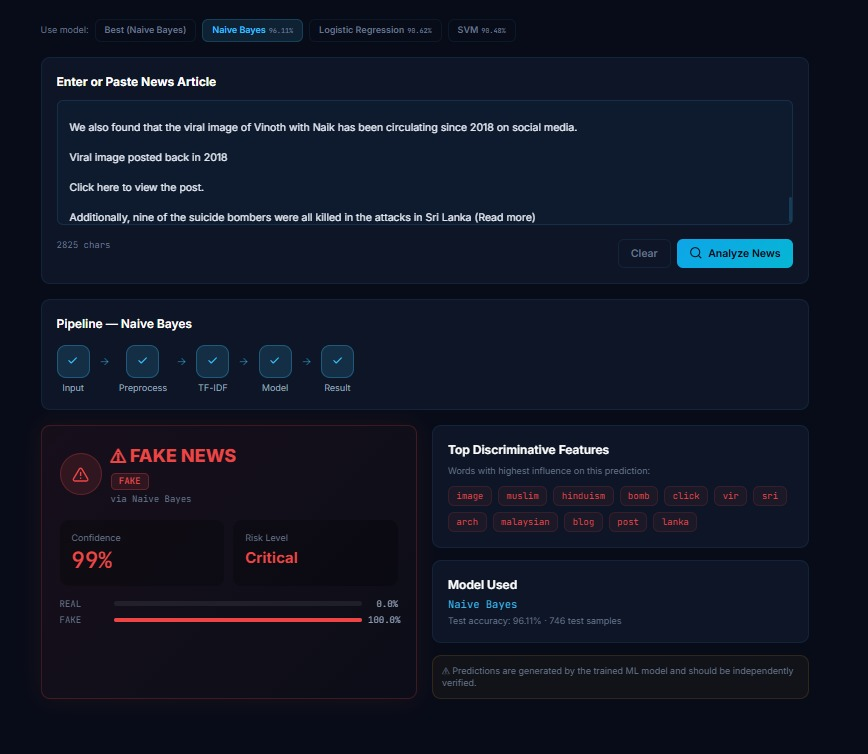 Use model: Best (Naive Bayes) Naive Bayes 96.11% Logistic Regression 98.62% SVM 98.48%
Enter or Paste News Article
We also found that the viral image of Vinoth with Naik has been circulating since 2018 on social media.
Viral image posted back in 2018
Click here to view the post.
Additionally, nine of the suicide bombers were all killed in the attacks in Sri Lanka (Read more)
2825 chars
Clear
Analyze News
Pipeline — Naive Bayes
Input → Preprocess → TF-IDF → Model → Result
⚠ FAKE NEWS
FAKE
via Naive Bayes
Confidence
99%
Risk Level
Critical
REAL 0.0%
FAKE 100.0%
Top Discriminative Features
Words with highest influence on this prediction:
image muslim hinduism bomb click vir sri
arch malaysian blog post lanka
Model Used
Naive Bayes
Test accuracy: 96.11% · 746 test samples
⚠ Predictions are generated by the trained ML model and should be independently
verified.